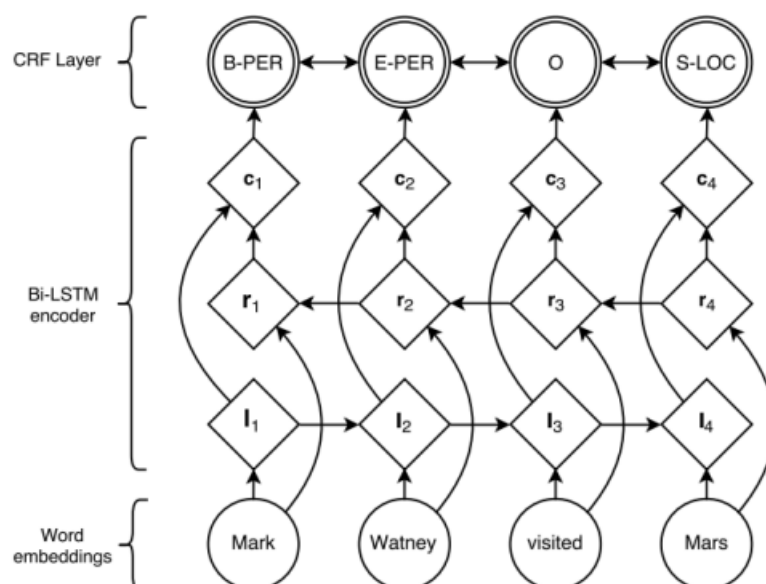 CRF Layer
B-PER E-PER O S-LOC
c1 c2 c3 c4
Bi-LSTM
encoder
r1 r2 r3 r4
l1 l2 l3 l4
Word
embeddings
Mark Watney visited Mars